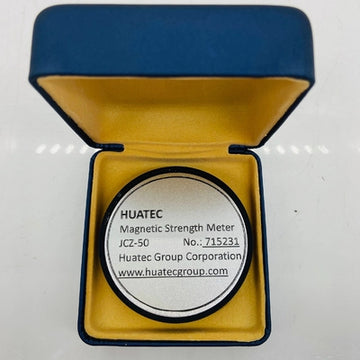 HUATEC
Magnetic Strength Meter
JCZ-50 No.: 715231
Huatec Group Corporation
www.huatecgroup.com